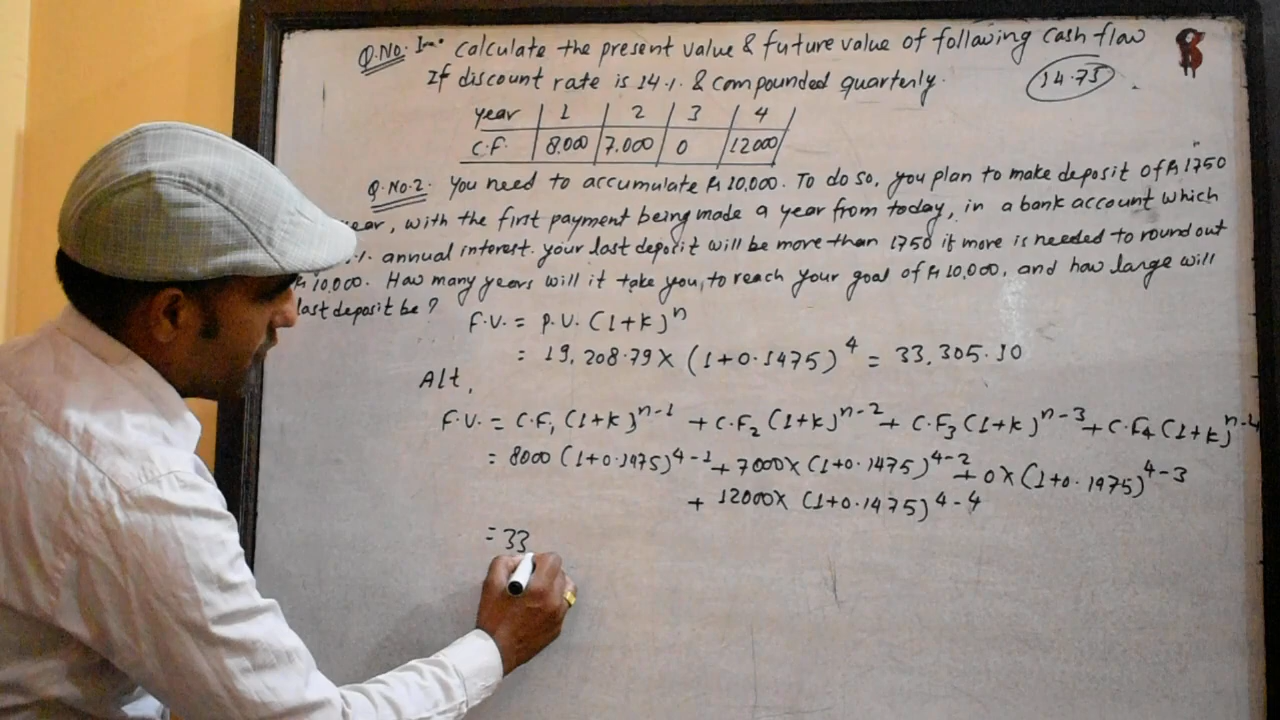 Q.No. 1 Calculate the present value & future value of following cash flow
If discount rate is 14.1. & compounded quarterly.
14.75
year 1 2 3 4
C.F. 8.000 7.000 0 12000
Q.No.2. You need to accumulate Rs 10,000. To do so, you plan to make deposit of Rs 1750
ear, with the first payment being made a year from today, in a bank account which
annual interest. your last deposit will be more than 1750 if more is needed to round out
Rs 10,000. How many years will it take you, to reach your goal of Rs 10,000, and how large will
last deposit be?
F.V. = P.V. (1+k)^n
= 19,208.79 × (1+0.1475)^4 = 33,305.10
Alt,
F.V. = C.F1 (1+k)^n-1 + C.F2 (1+k)^n-2 + C.F3 (1+k)^n-3 + C.F4 (1+k)^n-4
= 8000 (1+0.1475)^4-1 + 7000× (1+0.1475)^4-2 + 0× (1+0.1475)^4-3
+ 12000× (1+0.1475)^4-4
= 33